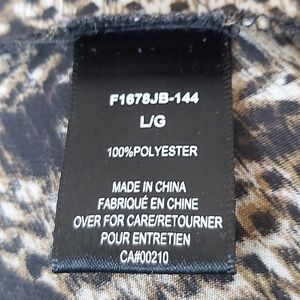 F1678JB-144
L/G
100%POLYESTER
MADE IN CHINA
FABRIQUÉ EN CHINE
OVER FOR CARE/RETOURNER
POUR ENTRETIEN
CA#00210